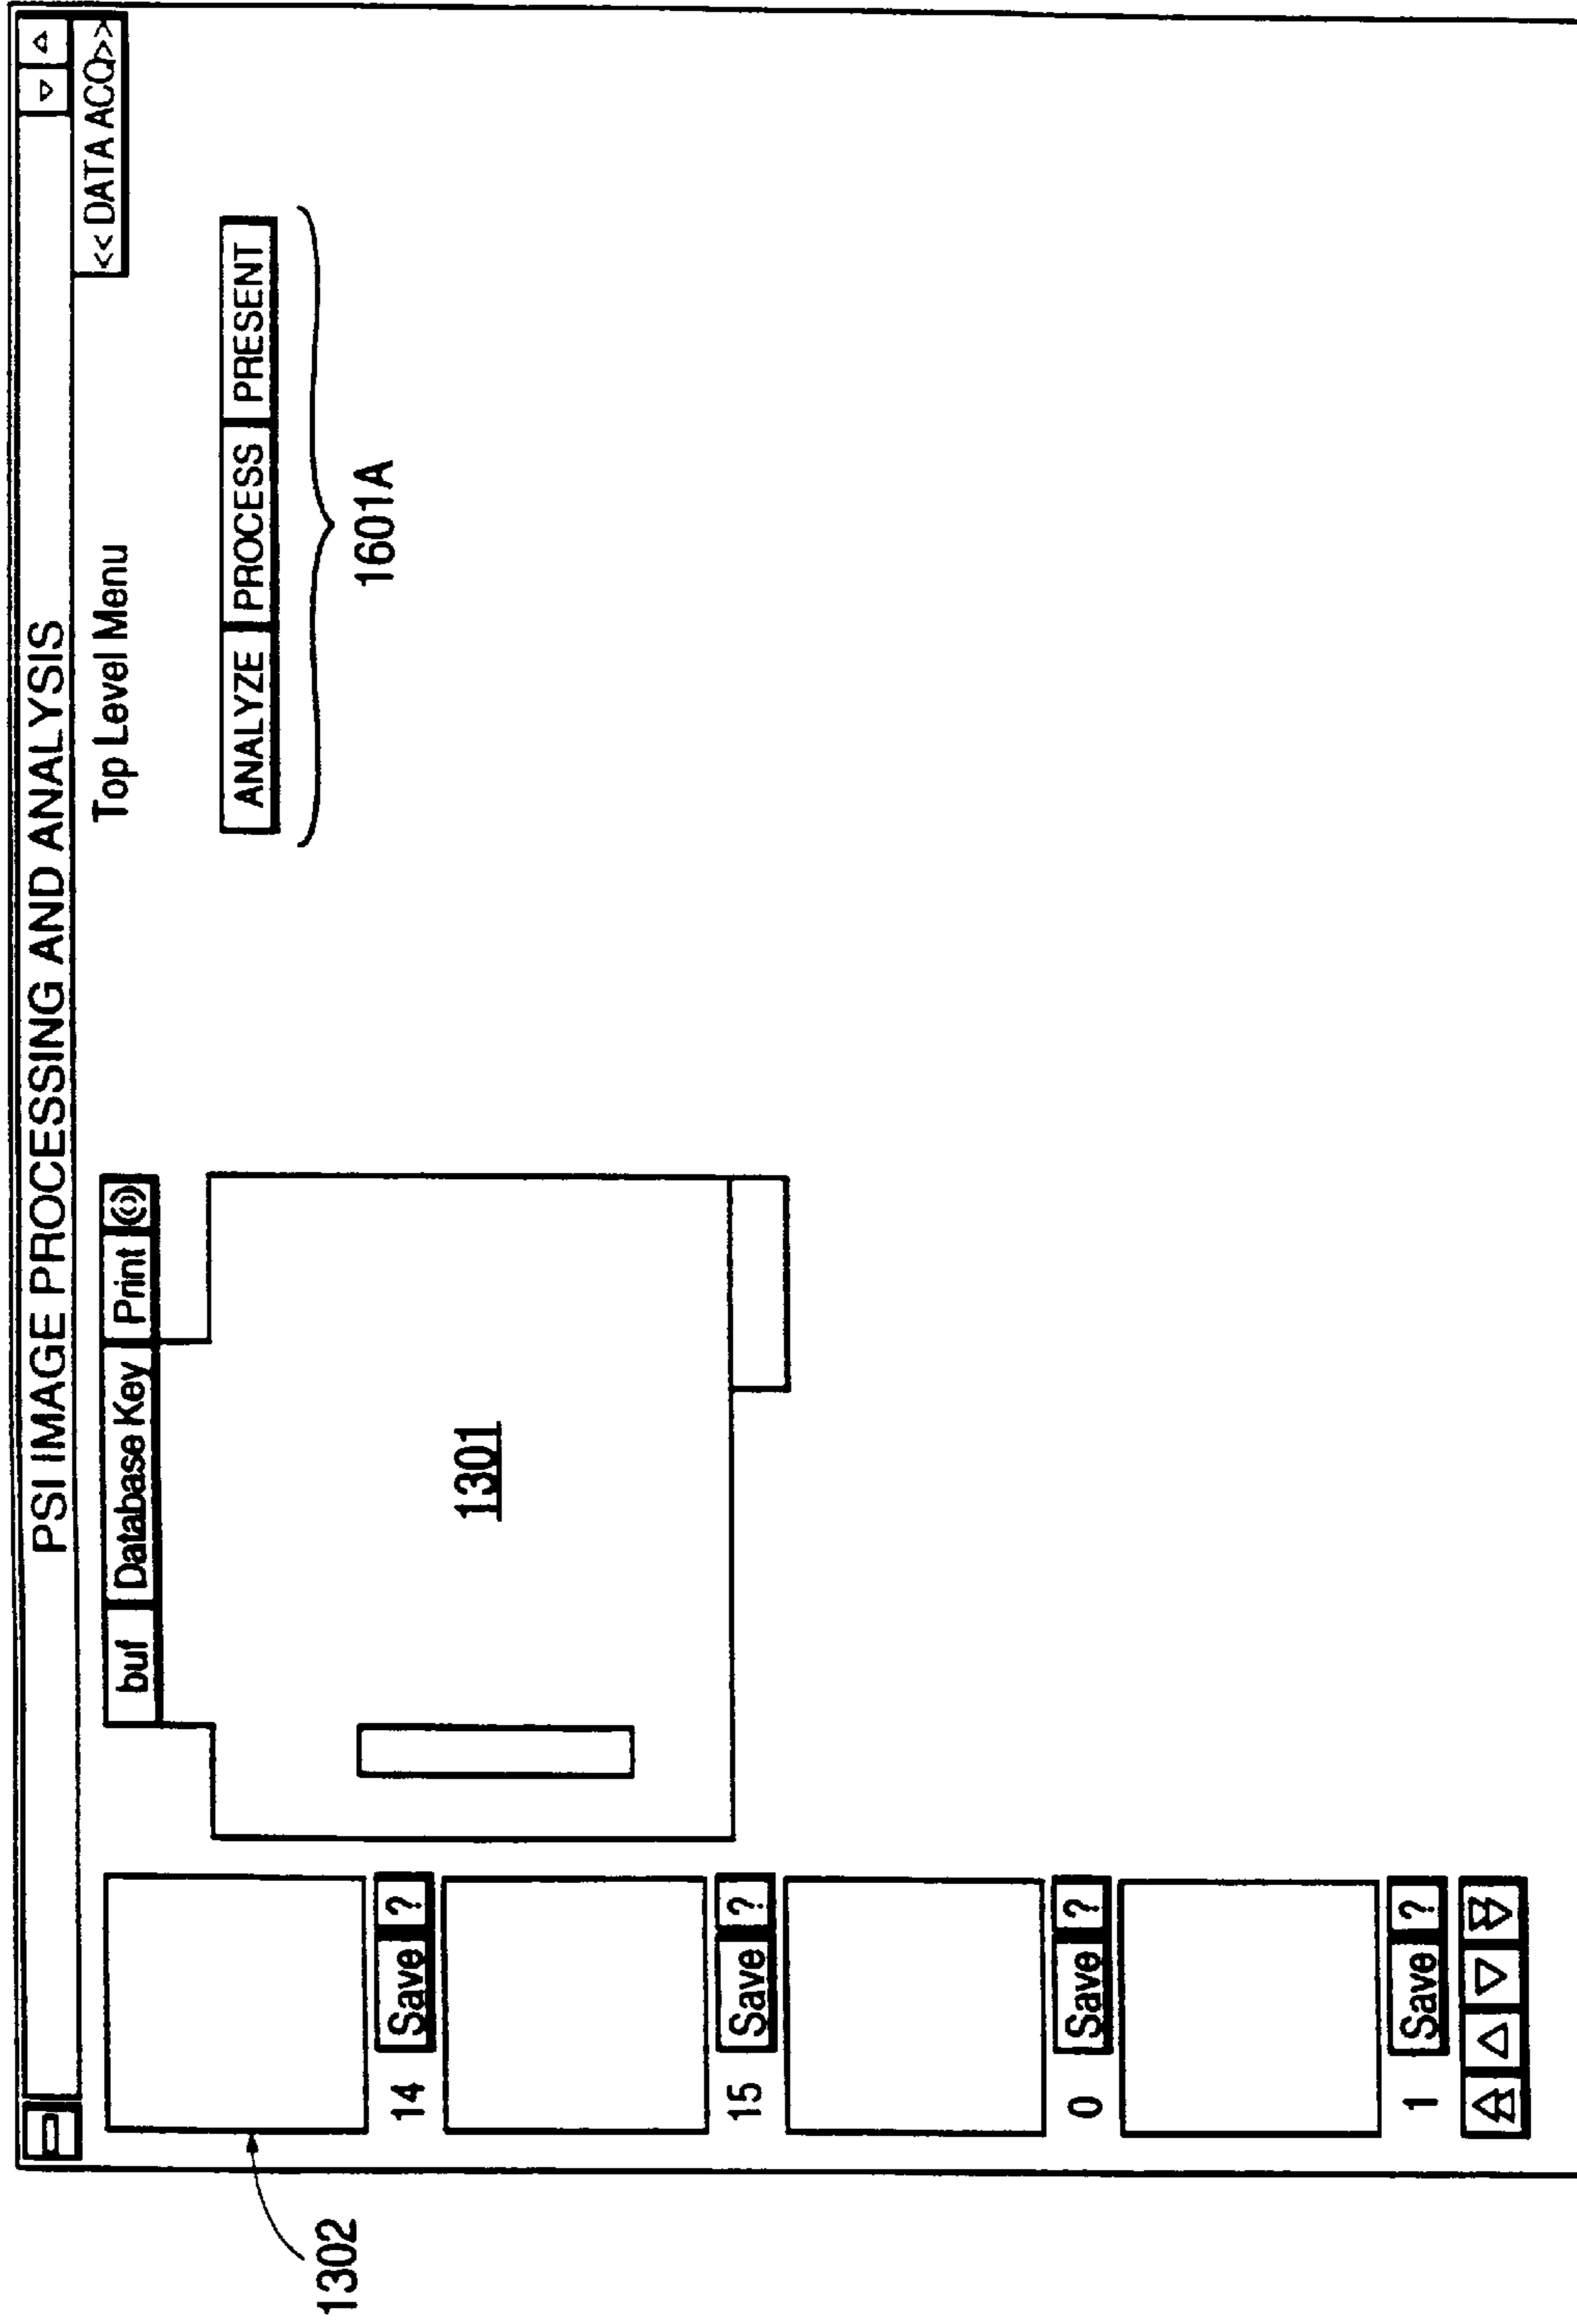 PSI IMAGE PROCESSING AND ANALYSIS
<< DATA ACQ>>
Top Level Menu
buf Database Key Print
ANALYZE PROCESS PRESENT
1601A
1302
1301
14 Save ?
15 Save ?
0 Save ?
1 Save ?